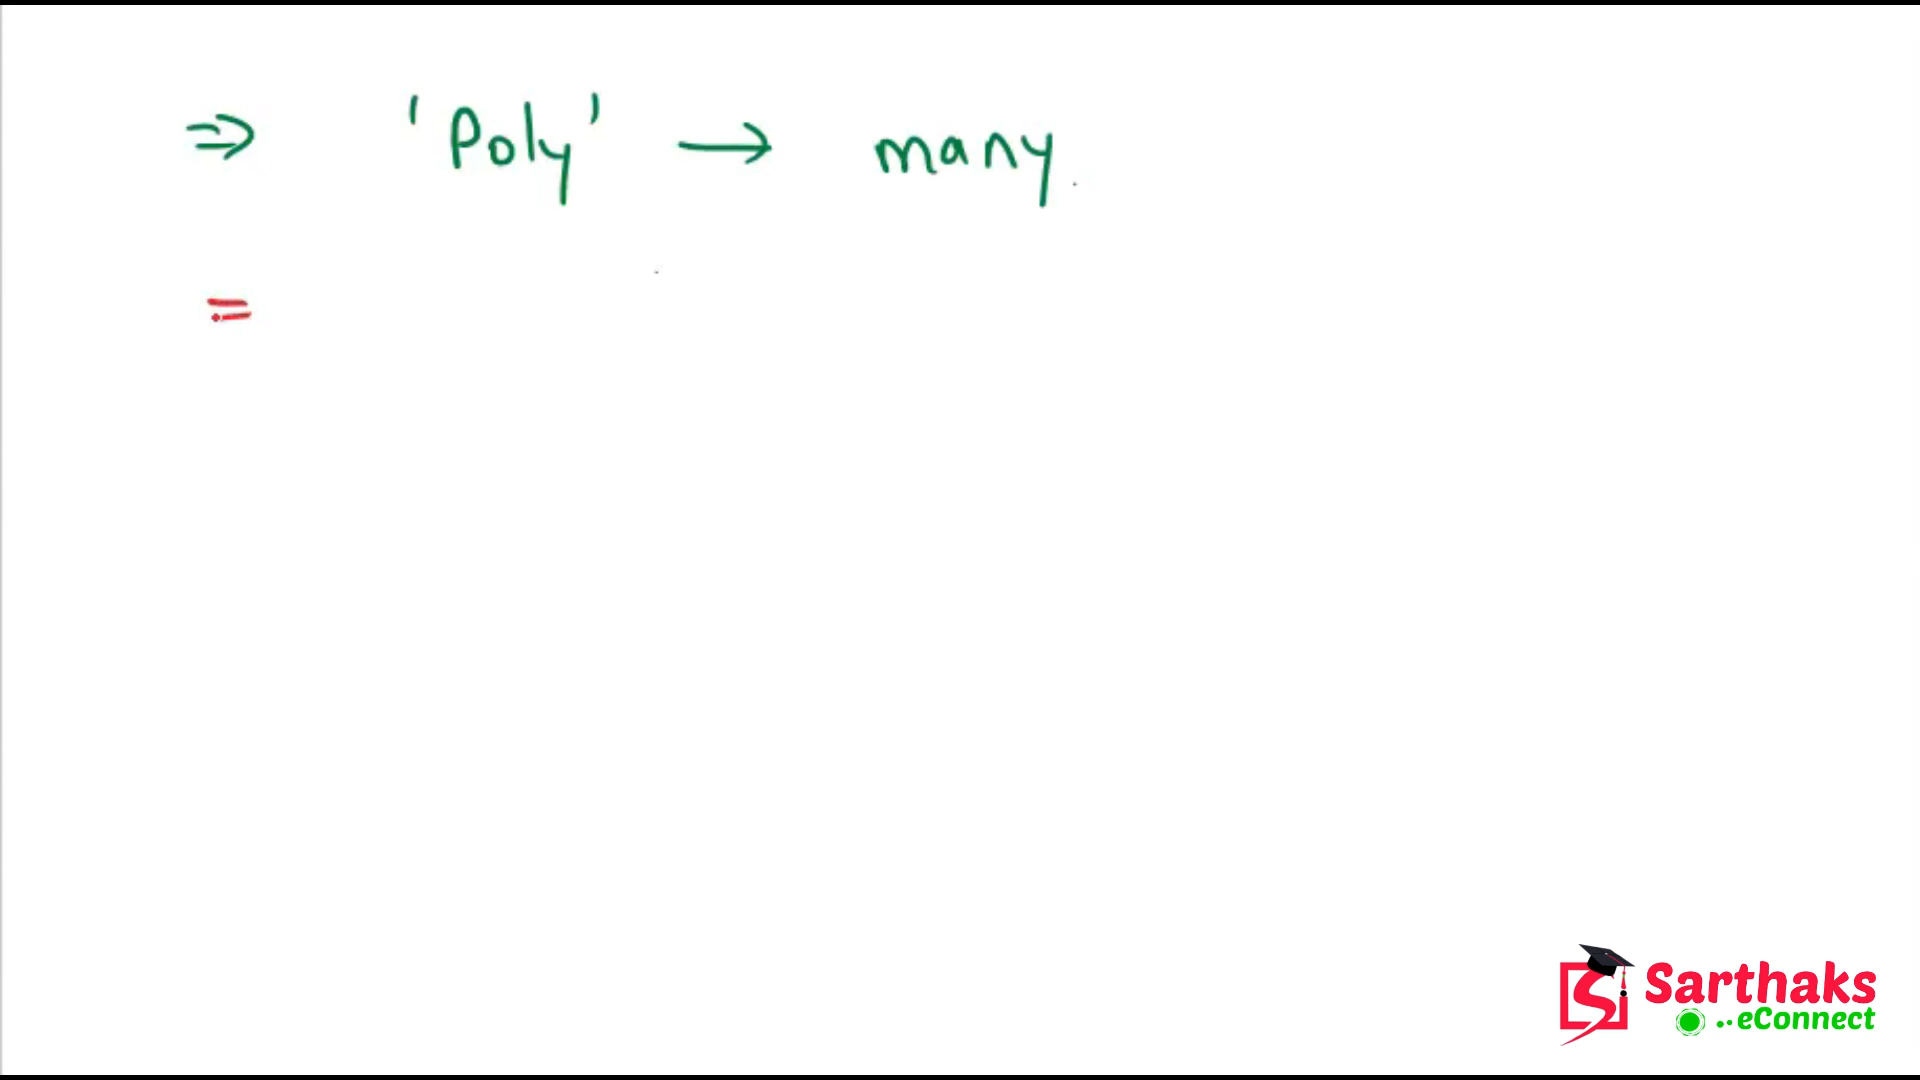 ⇒ 'Poly' → many.
=
Sarthaks
eConnect